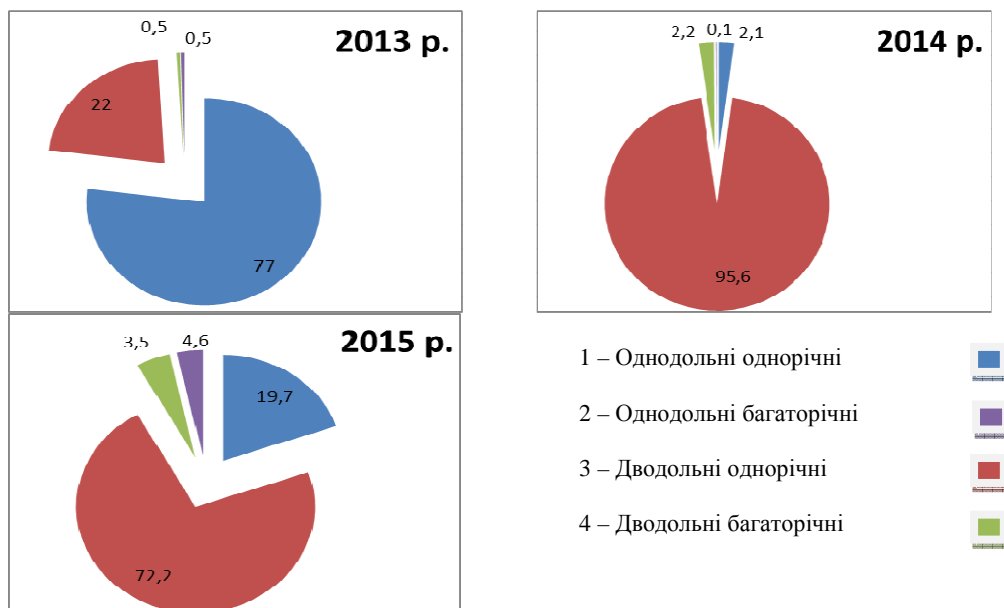 2013 р.
0,5
0,5
22
77
2014 р.
2,2
0,1
2,1
95,6
2015 р.
3,5
4,6
19,7
72,2
1 – Однодольні однорічні
2 – Однодольні багаторічні
3 – Дводольні однорічні
4 – Дводольні багаторічні